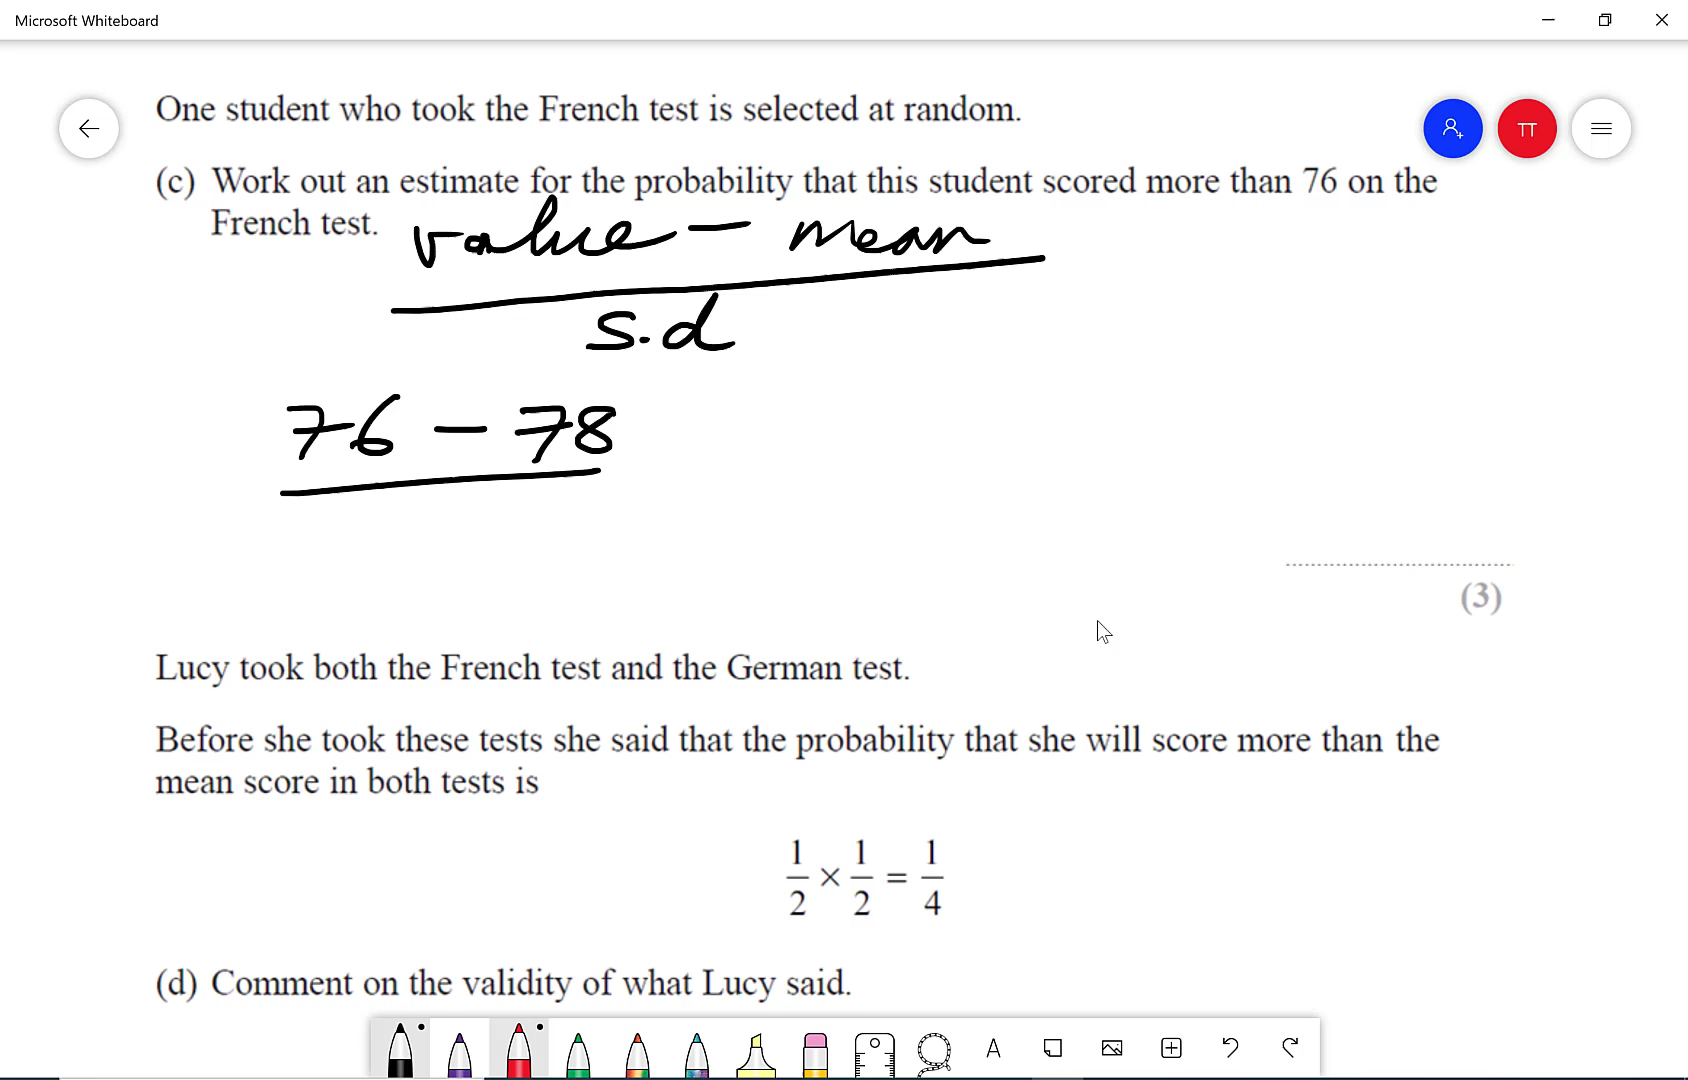 Microsoft Whiteboard
One student who took the French test is selected at random.
(c) Work out an estimate for the probability that this student scored more than 76 on the
French test.
value - mean
s.d
76 - 78
(3)
Lucy took both the French test and the German test.
Before she took these tests she said that the probability that she will score more than the
mean score in both tests is
1/2 × 1/2 = 1/4
(d) Comment on the validity of what Lucy said.
TT
A